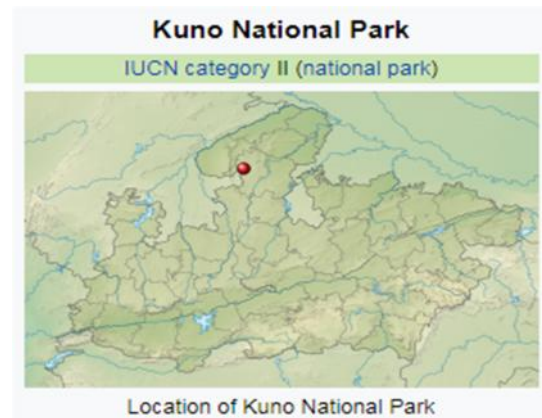 Kuno National Park
IUCN category II (national park)
Location of Kuno National Park